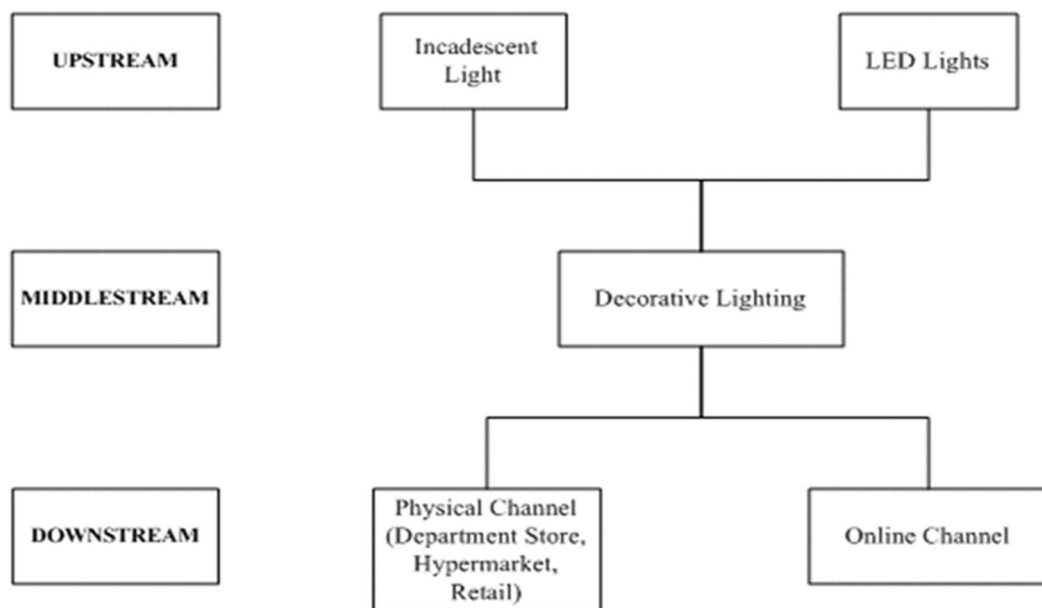 UPSTREAM
Incadescent
Light
LED Lights
MIDDLESTREAM
Decorative Lighting
DOWNSTREAM
Physical Channel
(Department Store,
Hypermarket,
Retail)
Online Channel